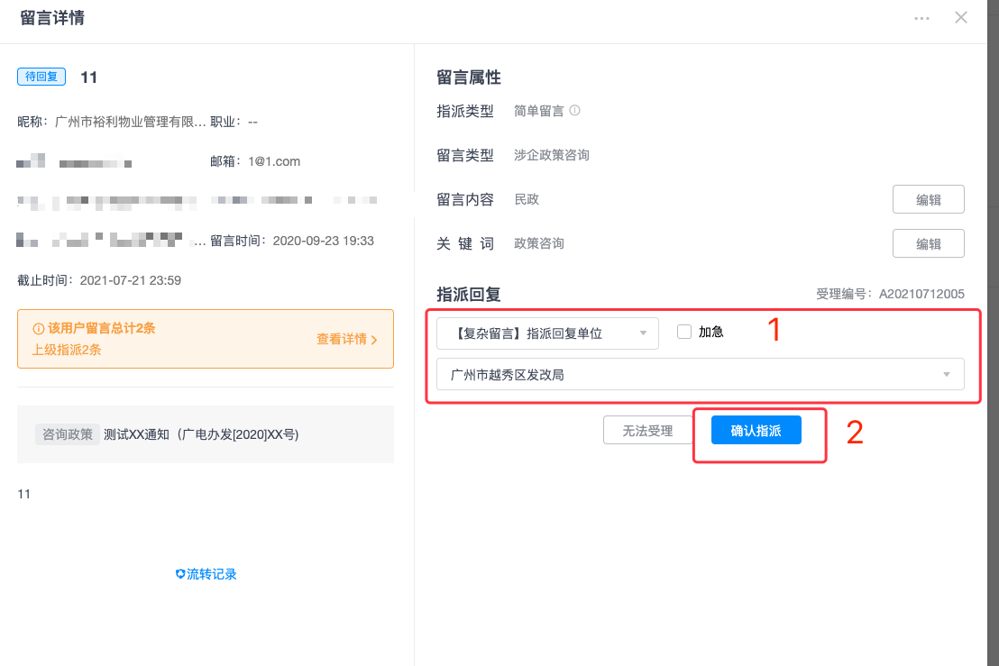 留言详情
待回复 11
昵称：广州市裕利物业管理有限... 职业：--
邮箱：1@1.com
... 留言时间：2020-09-23 19:33
截止时间：2021-07-21 23:59
该用户留言总计2条
上级指派2条
查看详情
咨询政策 测试XX通知（广电办发[2020]XX号)
11
流转记录
留言属性
指派类型 简单留言
留言类型 涉企政策咨询
留言内容 民政 编辑
关 键 词 政策咨询 编辑
指派回复 受理编号：A20210712005
【复杂留言】指派回复单位 加急 1
广州市越秀区发改局
无法受理 确认指派 2